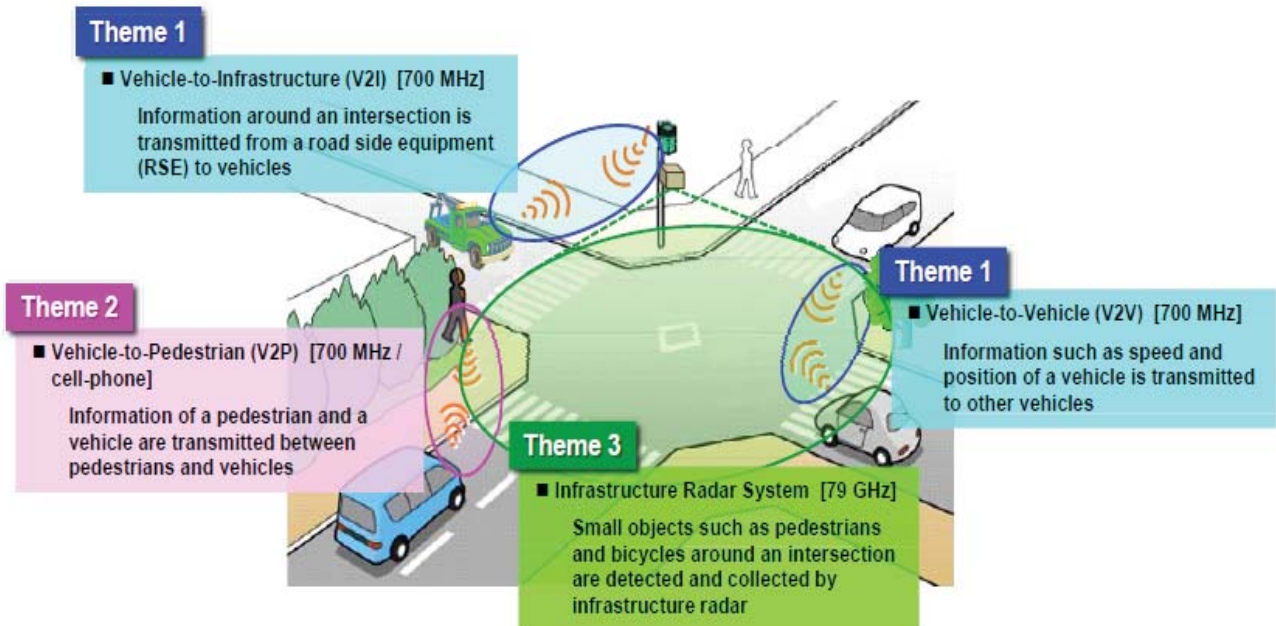 Theme 1
■ Vehicle-to-Infrastructure (V2I) [700 MHz]
Information around an intersection is
transmitted from a road side equipment
(RSE) to vehicles
Theme 2
■ Vehicle-to-Pedestrian (V2P) [700 MHz /
cell-phone]
Information of a pedestrian and a
vehicle are transmitted between
pedestrians and vehicles
Theme 1
■ Vehicle-to-Vehicle (V2V) [700 MHz]
Information such as speed and
position of a vehicle is transmitted
to other vehicles
Theme 3
■ Infrastructure Radar System [79 GHz]
Small objects such as pedestrians
and bicycles around an intersection
are detected and collected by
infrastructure radar